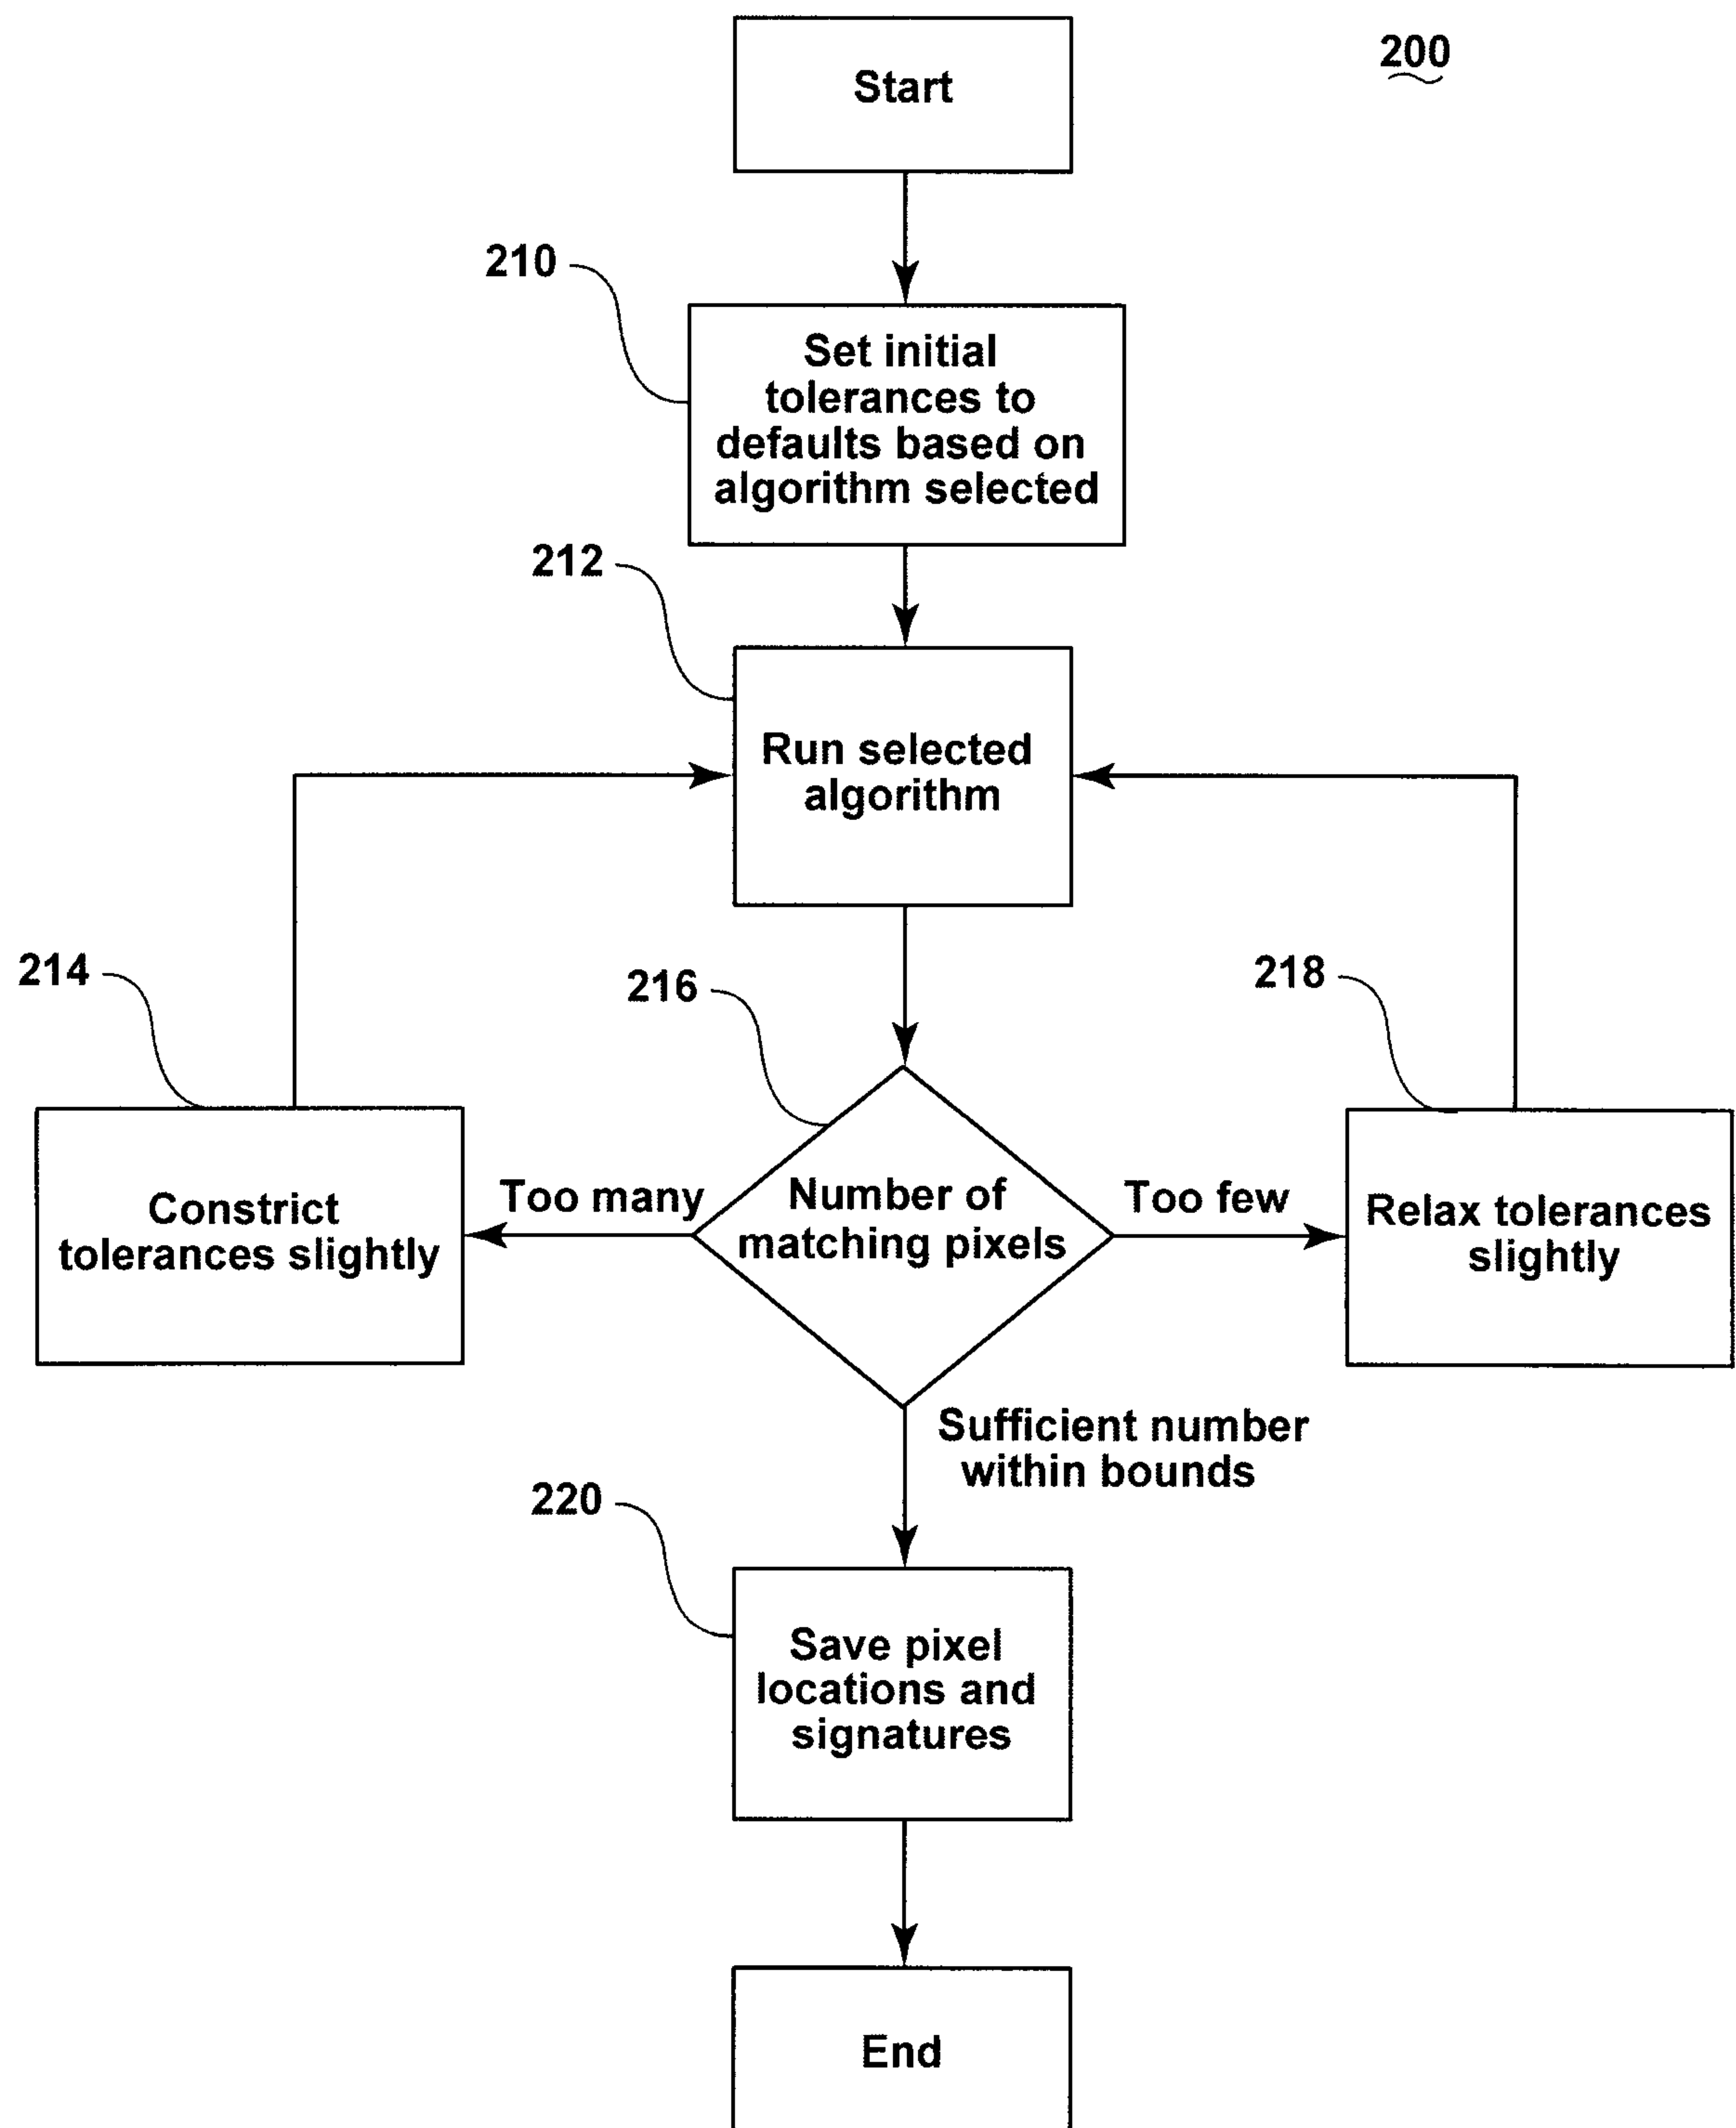 Start
200
210
Set initial
tolerances to
defaults based on
algorithm selected
212
Run selected
algorithm
214
216
218
Constrict
tolerances slightly
Too many
Number of
matching pixels
Too few
Relax tolerances
slightly
Sufficient number
within bounds
220
Save pixel
locations and
signatures
End